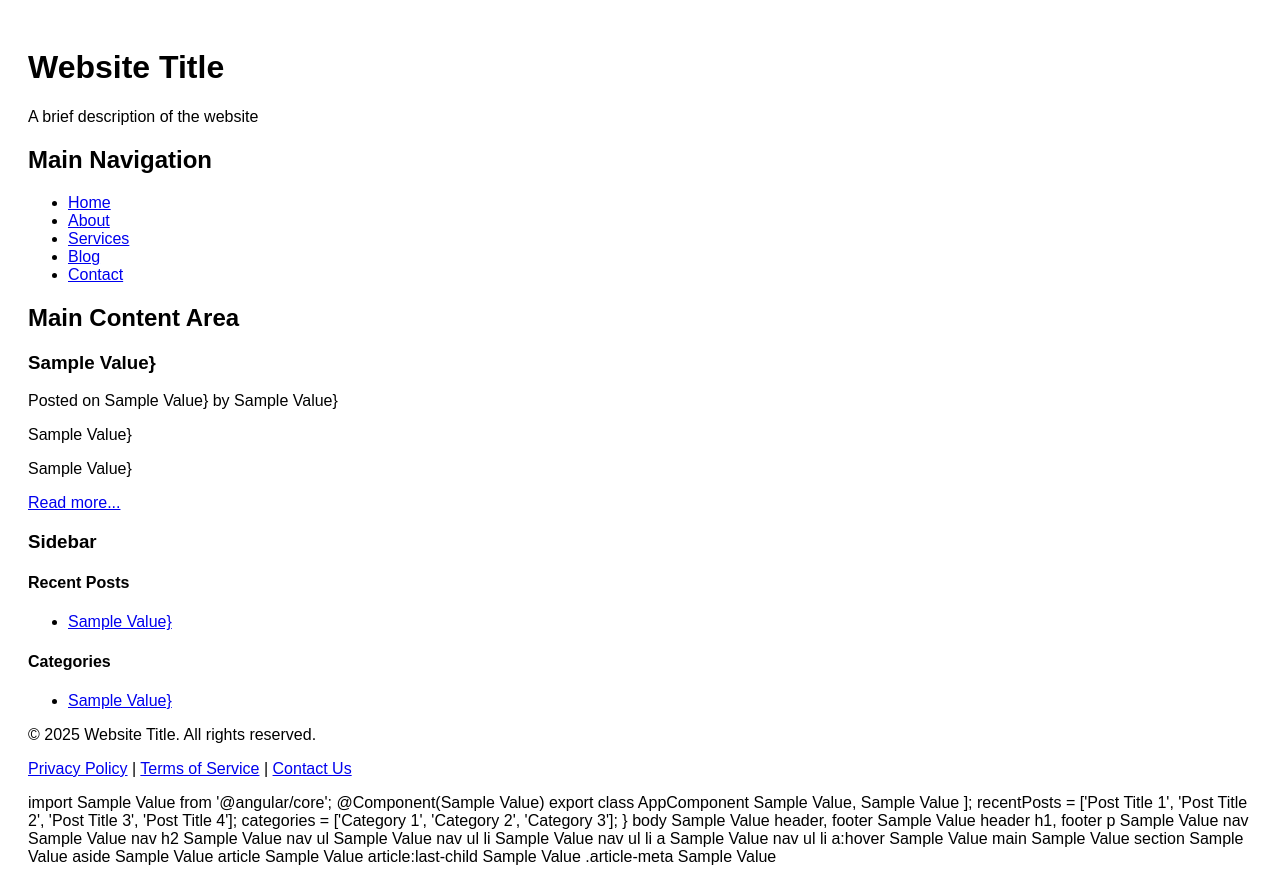 Website Title
A brief description of the website
Main Navigation
Home
About
Services
Blog
Contact
Main Content Area
Sample Value}
Posted on Sample Value} by Sample Value}
Sample Value}
Sample Value}
Read more...
Sidebar
Recent Posts
Sample Value}
Categories
Sample Value}
© 2025 Website Title. All rights reserved.
Privacy Policy | Terms of Service | Contact Us
import Sample Value from '@angular/core'; @Component(Sample Value) export class AppComponent Sample Value, Sample Value ]; recentPosts = ['Post Title 1', 'Post Title
2', 'Post Title 3', 'Post Title 4']; categories = ['Category 1', 'Category 2', 'Category 3']; } body Sample Value header, footer Sample Value header h1, footer p Sample Value nav
Sample Value nav h2 Sample Value nav ul Sample Value nav ul li Sample Value nav ul li a Sample Value nav ul li a:hover Sample Value main Sample Value section Sample
Value aside Sample Value article Sample Value article:last-child Sample Value .article-meta Sample Value